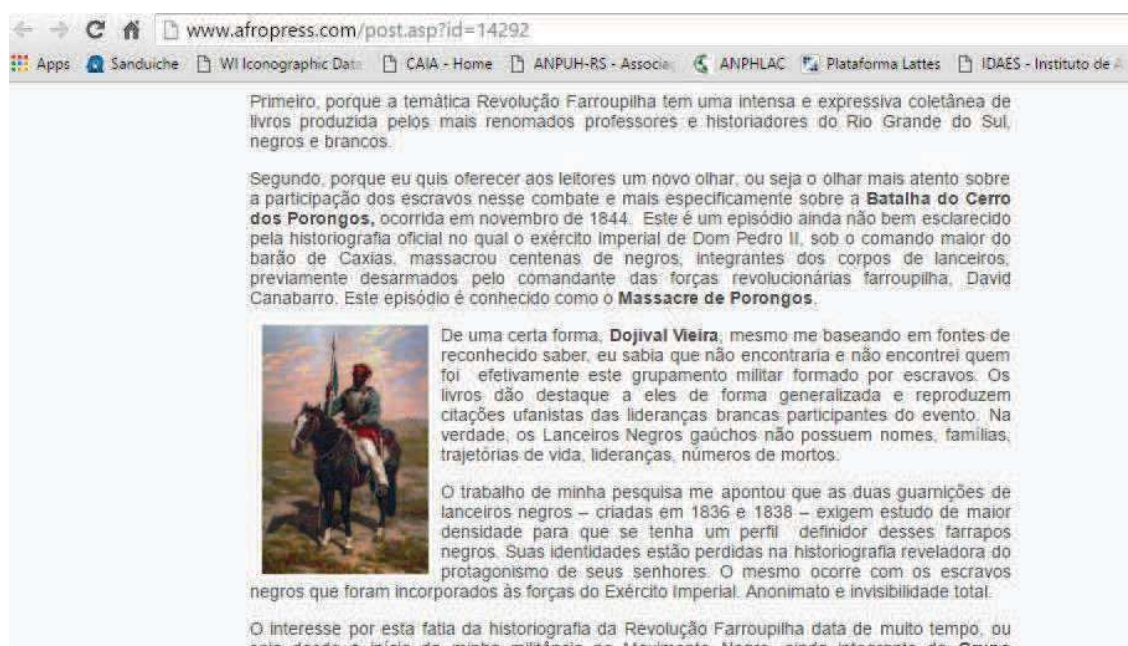 www.afropress.com/post.asp?id=14292
Apps Sanduiche WI Iconographic Data CAIA - Home ANPUH-RS - Associaç ANPHLAC Plataforma Lattes IDAES - Instituto de A
Primeiro, porque a temática Revolução Farroupilha tem uma intensa e expressiva coletânea de
livros produzida pelos mais renomados professores e historiadores do Rio Grande do Sul,
negros e brancos.
Segundo, porque eu quis oferecer aos leitores um novo olhar, ou seja o olhar mais atento sobre
a participação dos escravos nesse combate e mais especificamente sobre a Batalha do Cerro
dos Porongos, ocorrida em novembro de 1844. Este é um episódio ainda não bem esclarecido
pela historiografia oficial no qual o exército Imperial de Dom Pedro II, sob o comando maior do
barão de Caxias, massacrou centenas de negros, integrantes dos corpos de lanceiros,
previamente desarmados pelo comandante das forças revolucionárias farroupilha, David
Canabarro. Este episódio é conhecido como o Massacre de Porongos.
De uma certa forma, Dojival Vieira, mesmo me baseando em fontes de
reconhecido saber, eu sabia que não encontraria e não encontrei quem
foi efetivamente este grupamento militar formado por escravos. Os
livros dão destaque a eles de forma generalizada e reproduzem
citações ufanistas das lideranças brancas participantes do evento. Na
verdade, os Lanceiros Negros gaúchos não possuem nomes, famílias,
trajetórias de vida, lideranças, números de mortos.
O trabalho de minha pesquisa me apontou que as duas guarnições de
lanceiros negros – criadas em 1836 e 1838 – exigem estudo de maior
densidade para que se tenha um perfil definidor desses farrapos
negros. Suas identidades estão perdidas na historiografia reveladora do
protagonismo de seus senhores. O mesmo ocorre com os escravos
negros que foram incorporados às forças do Exército Imperial. Anonimato e invisibilidade total.
O interesse por esta fatia da historiografia da Revolução Farroupilha data de muito tempo, ou